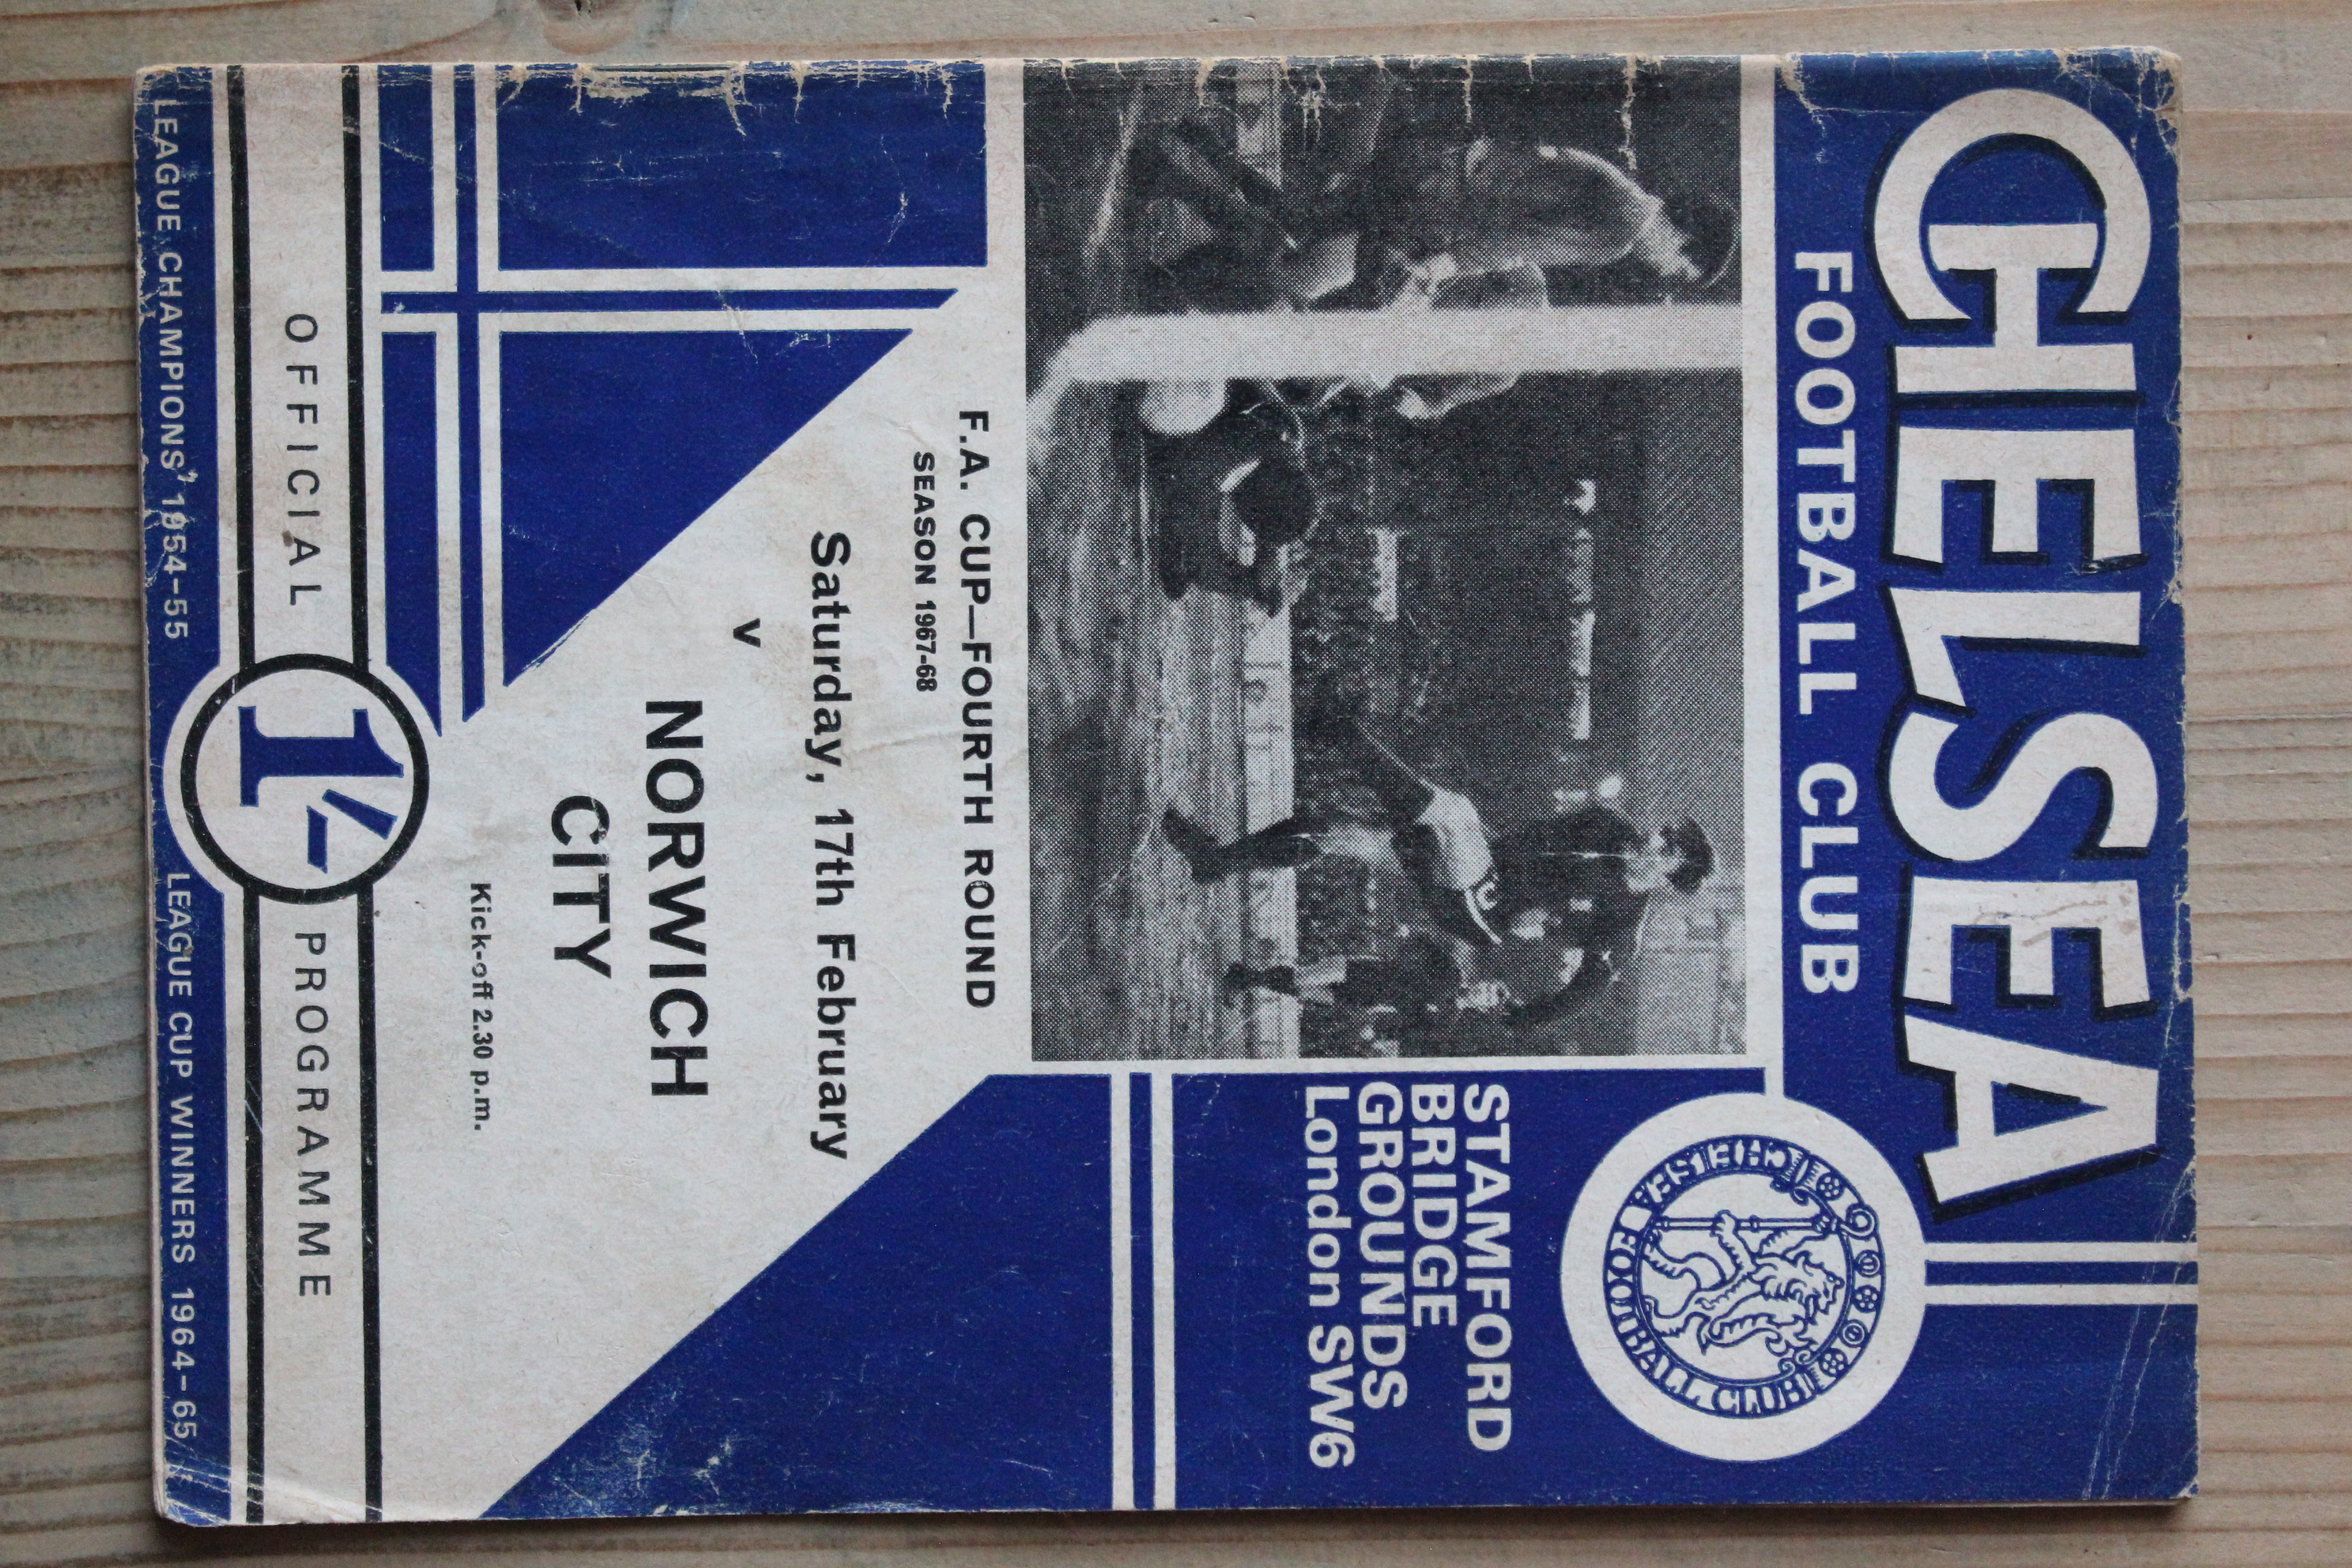 CHELSEA
FOOTBALL CLUB
CHELSEA FOOTBALL CLUB
STAMFORD
BRIDGE
GROUNDS
London SW6
F.A. CUP—FOURTH ROUND
SEASON 1967-68
Saturday, 17th February
v
NORWICH
CITY
Kick-off 2.30 p.m.
OFFICIAL 1/- PROGRAMME
LEAGUE CHAMPIONS 1954-55 LEAGUE CUP WINNERS 1964-65